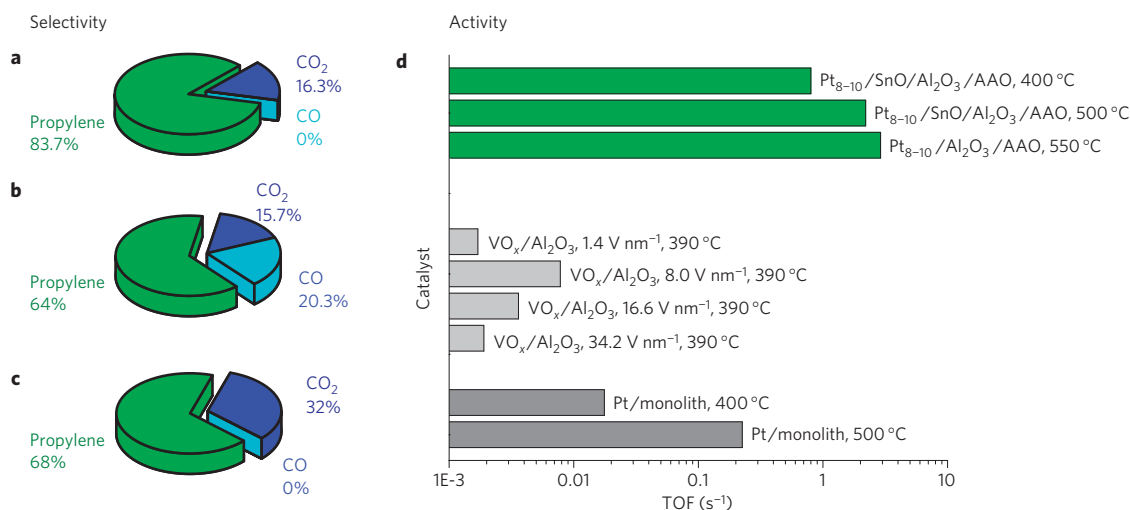 Selectivity
Activity
a
CO₂
16.3%
CO
0%
Propylene
83.7%
b
CO₂
15.7%
CO
20.3%
Propylene
64%
c
CO₂
32%
CO
0%
Propylene
68%
d
Pt₈₋₁₀/SnO/Al₂O₃/AAO, 400 °C
Pt₈₋₁₀/SnO/Al₂O₃/AAO, 500 °C
Pt₈₋₁₀/Al₂O₃/AAO, 550 °C
VOₓ/Al₂O₃, 1.4 V nm⁻¹, 390 °C
VOₓ/Al₂O₃, 8.0 V nm⁻¹, 390 °C
VOₓ/Al₂O₃, 16.6 V nm⁻¹, 390 °C
VOₓ/Al₂O₃, 34.2 V nm⁻¹, 390 °C
Pt/monolith, 400 °C
Pt/monolith, 500 °C
Catalyst
1E-3 0.01 0.1 1 10
TOF (s⁻¹)